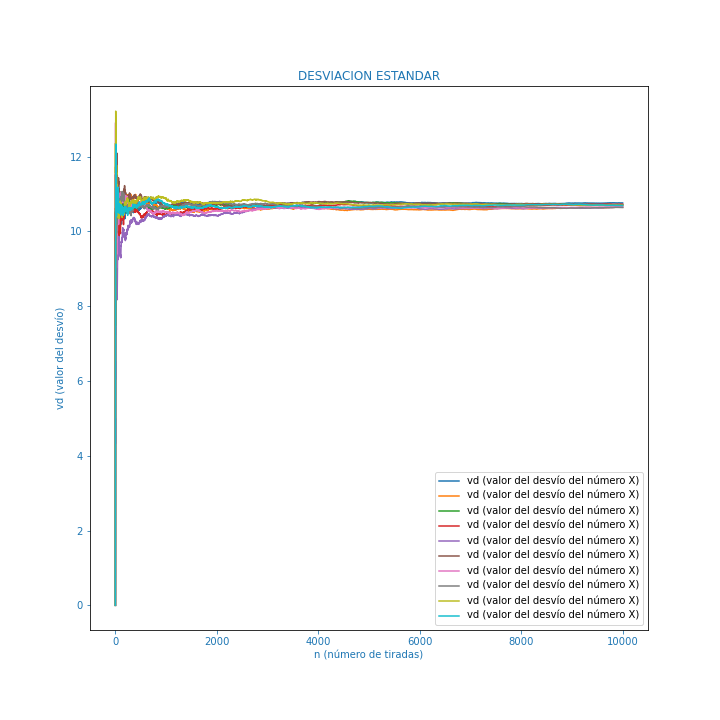 DESVIACION ESTANDAR
vd (valor del desvío)
12
10
8
6
4
2
0
vd (valor del desvío del número X)
vd (valor del desvío del número X)
vd (valor del desvío del número X)
vd (valor del desvío del número X)
vd (valor del desvío del número X)
vd (valor del desvío del número X)
vd (valor del desvío del número X)
vd (valor del desvío del número X)
vd (valor del desvío del número X)
vd (valor del desvío del número X)
0 2000 4000 6000 8000 10000
n (número de tiradas)